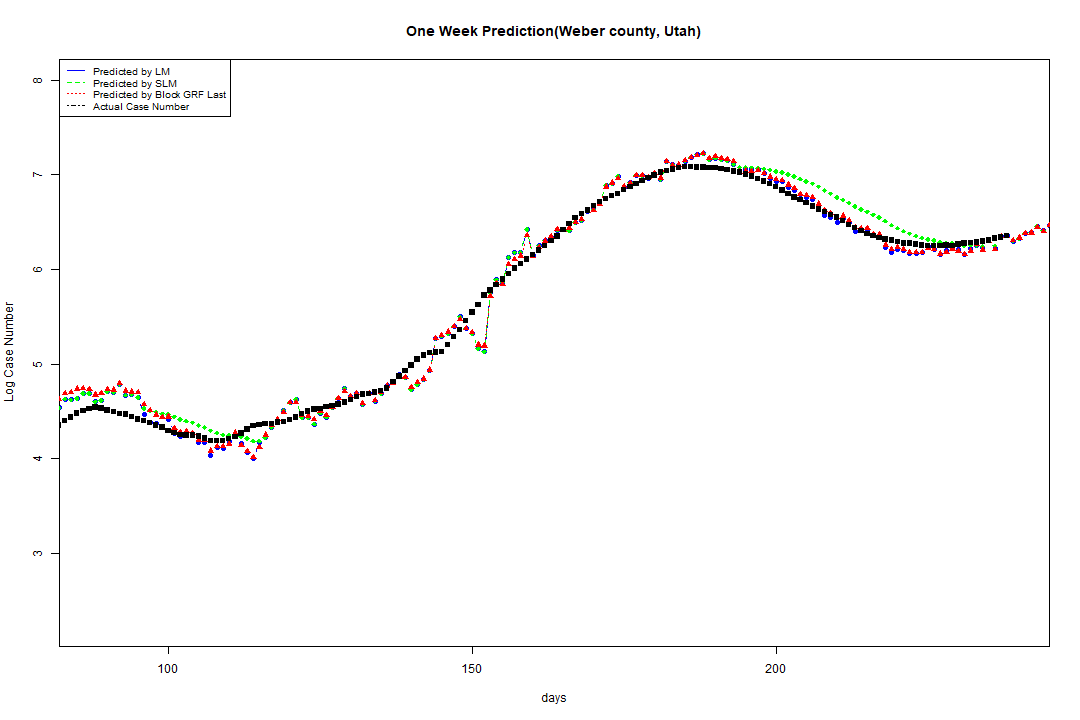 One Week Prediction(Weber county, Utah)
Predicted by LM
Predicted by SLM
Predicted by Block GRF Last
Actual Case Number
8
7
6
5
4
3
Log Case Number
100 150 200
days